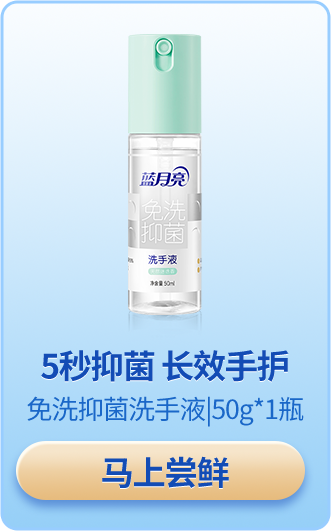 蓝月亮
免洗
抑菌
洗手液
净含量 50ml
5秒抑菌 长效手护
免洗抑菌洗手液|50g*1瓶
马上尝鲜